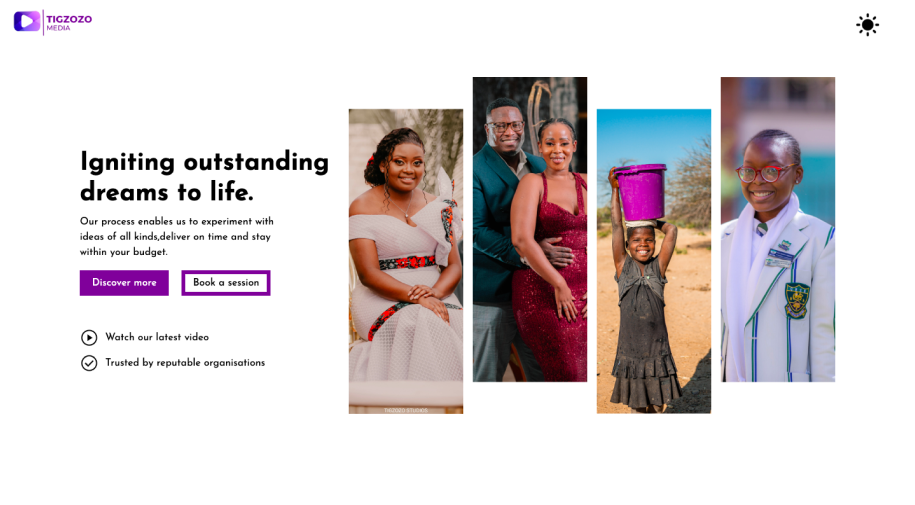 TIGZOZO
MEDIA
Igniting outstanding
dreams to life.
Our process enables us to experiment with
ideas of all kinds,deliver on time and stay
within your budget.
Discover more
Book a session
Watch our latest video
Trusted by reputable organisations